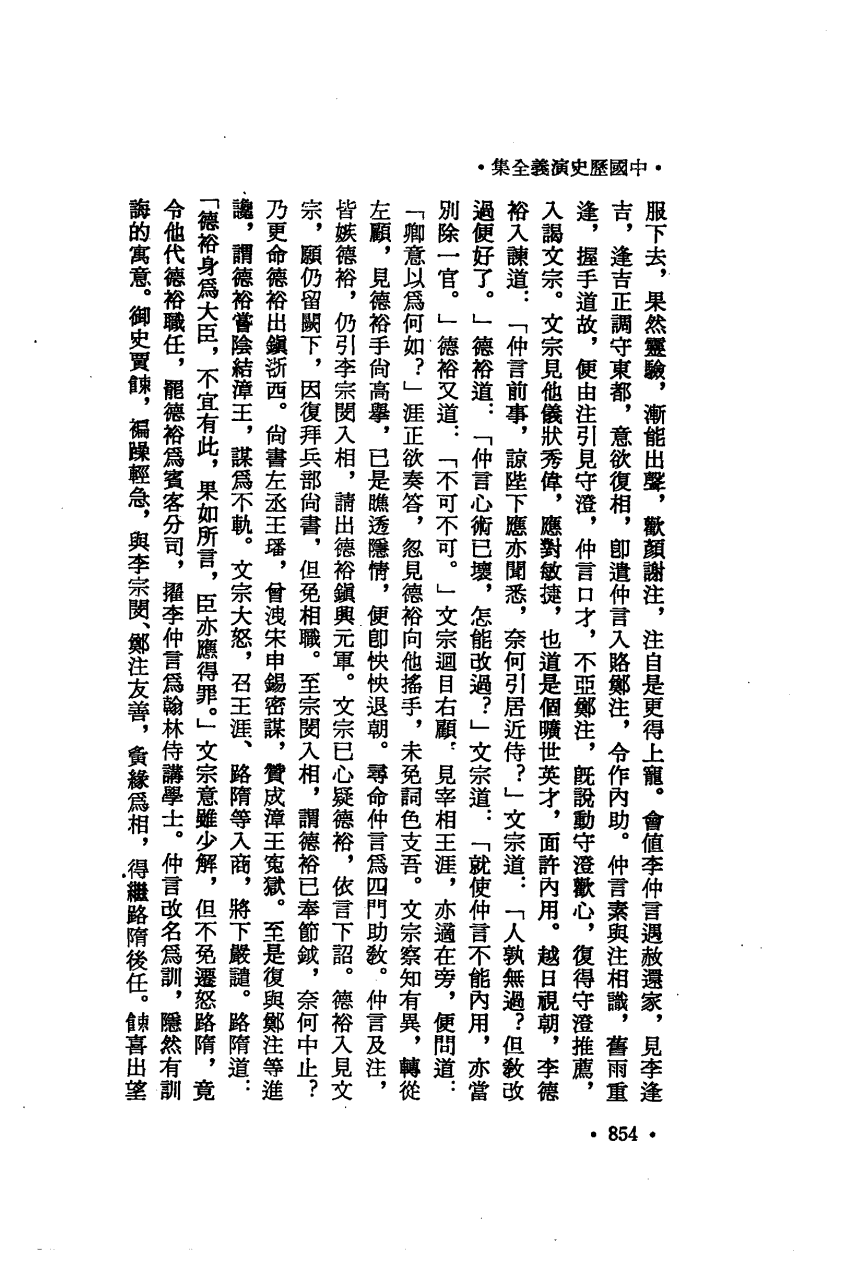 •中國歷史演義全集•
服下去，果然靈驗，漸能出聲，歡顏謝注，注自是更得上寵。會值李仲言遇赦還家，見李逢
吉，逢吉正調守東都，意欲復相，卽遣仲言入賂鄭注，令作內助。仲言素與注相識，舊雨重
逢，握手道故，便由注引見守澄，仲言口才，不亞鄭注，旣說動守澄歡心，復得守澄推薦，
入謁文宗。文宗見他儀狀秀偉，應對敏捷，也道是個曠世英才，面許內用。越日視朝，李德
裕入諫道：「仲言前事，諒陛下應亦聞悉，奈何引居近侍？」文宗道：「人孰無過？但敎改
過便好了。」德裕道：「仲言心術已壞，怎能改過？」文宗道：「就使仲言不能內用，亦當
別除一官。」德裕又道：「不可不可。」文宗迴目右顧，見宰相王涯，亦適在旁，便問道：
「卿意以爲何如？」涯正欲奏答，忽見德裕向他搖手，未免詞色支吾。文宗察知有異，轉從
左顧，見德裕手尙高舉，已是瞧透隱情，便卽怏怏退朝。尋命仲言爲四門助敎。仲言及注，
皆嫉德裕，仍引李宗閔入相，請出德裕鎭興元軍。文宗已心疑德裕，依言下詔。德裕入見文
宗，願仍留闕下，因復拜兵部尙書，但免相職。至宗閔入相，謂德裕已奉節鉞，奈何中止？
乃更命德裕出鎭浙西。尙書左丞王璠，曾洩宋申錫密謀，贊成漳王寃獄。至是復與鄭注等進
讒，謂德裕嘗陰結漳王，謀爲不軌。文宗大怒，召王涯、路隋等入商，將下嚴譴。路隋道：
「德裕身爲大臣，不宜有此，果如所言，臣亦應得罪。」文宗意雖少解，但不免遷怒路隋，竟
令他代德裕職任，罷德裕爲賓客分司，擢李仲言爲翰林侍講學士。仲言改名爲訓，隱然有訓
誨的寓意。御史賈餗，褊躁輕急，與李宗閔、鄭注友善，夤緣爲相，得繼路隋後任。餗喜出望
•854•